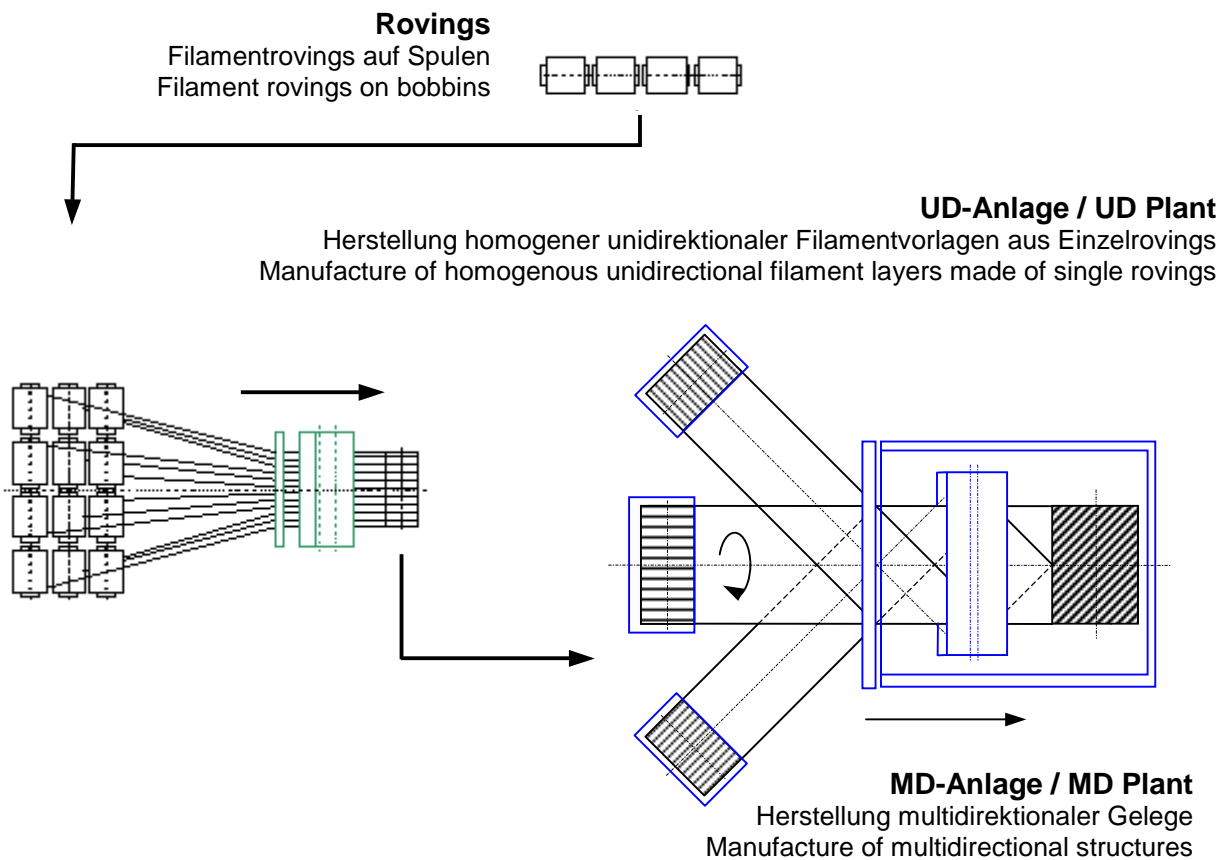 Rovings
Filamentrovings auf Spulen
Filament rovings on bobbins
UD-Anlage / UD Plant
Herstellung homogener unidirektionaler Filamentvorlagen aus Einzelrovings
Manufacture of homogenous unidirectional filament layers made of single rovings
MD-Anlage / MD Plant
Herstellung multidirektionaler Gelege
Manufacture of multidirectional structures